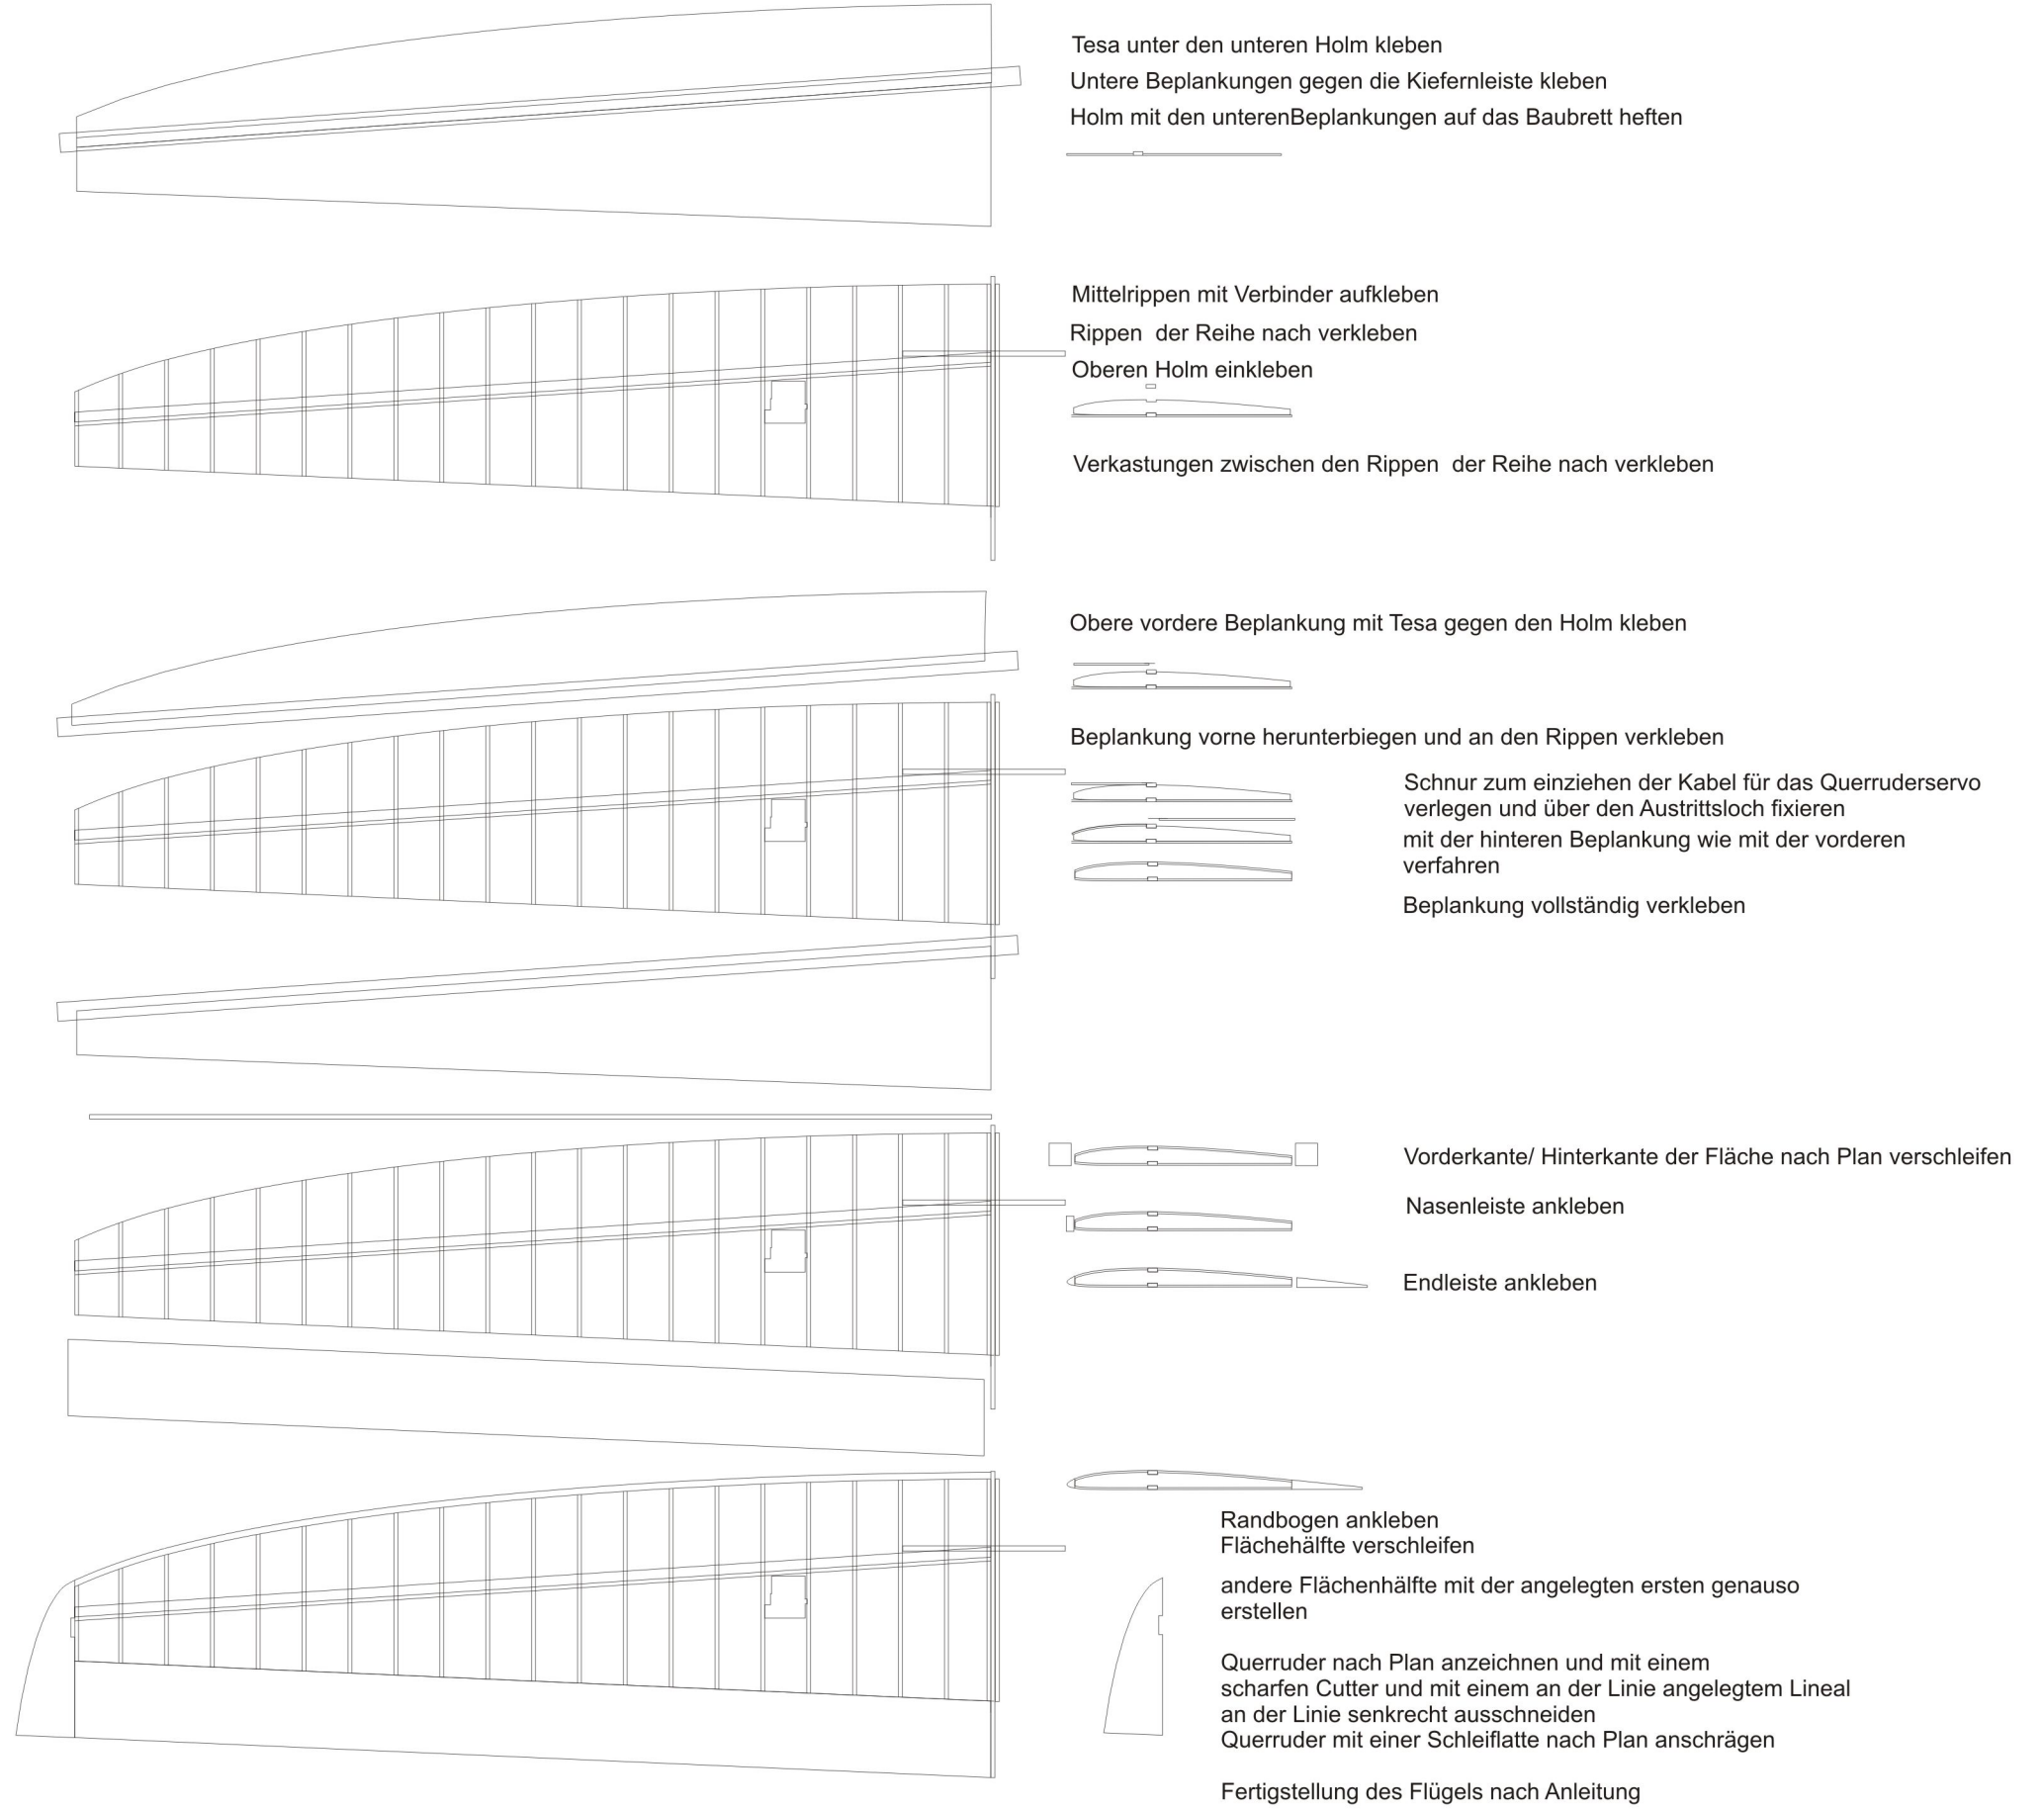 Tesa unter den unteren Holm kleben
Untere Beplankungen gegen die Kiefernleiste kleben
Holm mit den unterenBeplankungen auf das Baubrett heften
Mittelrippen mit Verbinder aufkleben
Rippen  der Reihe nach verkleben
Oberen Holm einkleben
Verkastungen zwischen den Rippen  der Reihe nach verkleben
Obere vordere Beplankung mit Tesa gegen den Holm kleben
Beplankung vorne herunterbiegen und an den Rippen verkleben
Schnur zum einziehen der Kabel für das Querruderservo
verlegen und über den Austrittsloch fixieren
mit der hinteren Beplankung wie mit der vorderen
verfahren
Beplankung vollständig verkleben
Vorderkante/ Hinterkante der Fläche nach Plan verschleifen
Nasenleiste ankleben
Endleiste ankleben
Randbogen ankleben
Flächehälfte verschleifen
andere Flächenhälfte mit der angelegten ersten genauso
erstellen
Querruder nach Plan anzeichnen und mit einem
scharfen Cutter und mit einem an der Linie angelegtem Lineal
an der Linie senkrecht ausschneiden
Querruder mit einer Schleiflatte nach Plan anschrägen
Fertigstellung des Flügels nach Anleitung